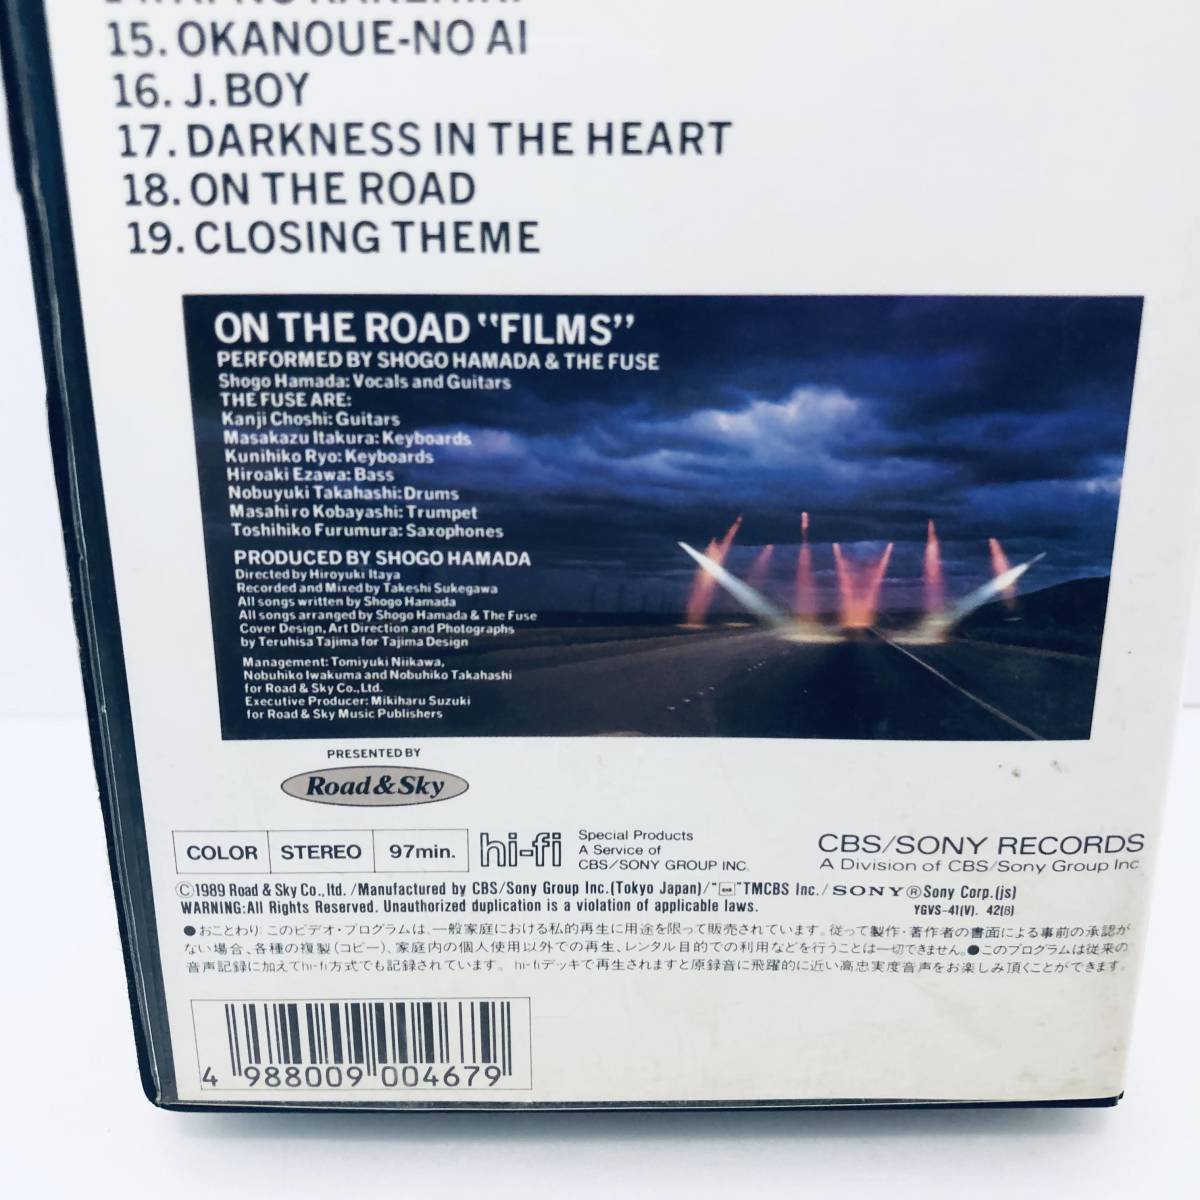 15. OKANOUE-NO AI
16. J. BOY
17. DARKNESS IN THE HEART
18. ON THE ROAD
19. CLOSING THEME
ON THE ROAD "FILMS"
PERFORMED BY SHOGO HAMADA & THE FUSE
Shogo Hamada: Vocals and Guitars
THE FUSE ARE:
Kanji Choshi: Guitars
Masakazu Itakura: Keyboards
Kunihiko Ryo: Keyboards
Hiroaki Ezawa: Bass
Nobuyuki Takahashi: Drums
Masahiro Kobayashi: Trumpet
Toshihiko Furumura: Saxophones
PRODUCED BY SHOGO HAMADA
Directed by Hiroyuki Itaya
Recorded and Mixed by Takeshi Sukegawa
All songs written by Shogo Hamada
All songs arranged by Shogo Hamada & The Fuse
Cover Design, Art Direction and Photographs
by Teruhisa Tajima for Tajima Design
Management: Tomiyuki Niikawa,
Nobuhiko Iwakuma and Nobuhiko Takahashi
for Road & Sky Co., Ltd.
Executive Producer: Mikiharu Suzuki
for Road & Sky Music Publishers
PRESENTED BY
Road & Sky
COLOR STEREO 97min. hi-fi
Special Products
A Service of
CBS/SONY GROUP INC.
CBS/SONY RECORDS
A Division of CBS/Sony Group Inc.
©1989 Road & Sky Co., ltd. /Manufactured by CBS/Sony Group Inc.(Tokyo Japan)/" "TMCBS Inc./SONY®Sony Corp.(js)
WARNING:All Rights Reserved. Unauthorized duplication is a violation of applicable laws.
YGVS-41(V). 42(β)
●おことわり:このビデオ・プログラムは、一般家庭における私的再生に用途を限って販売されています。従って製作・著作者の書面による事前の承認が
ない場合、各種の複製(コピー)、家庭内の個人使用以外での再生、レンタル目的での利用などを行うことは一切できません。●このプログラムは従来の
音声記録に加えてhi-fi方式でも記録されています。hi-fiデッキで再生されますと原録音に飛躍的に近い高忠実度音声をお楽しみ頂くことができます。
4 988009 004679